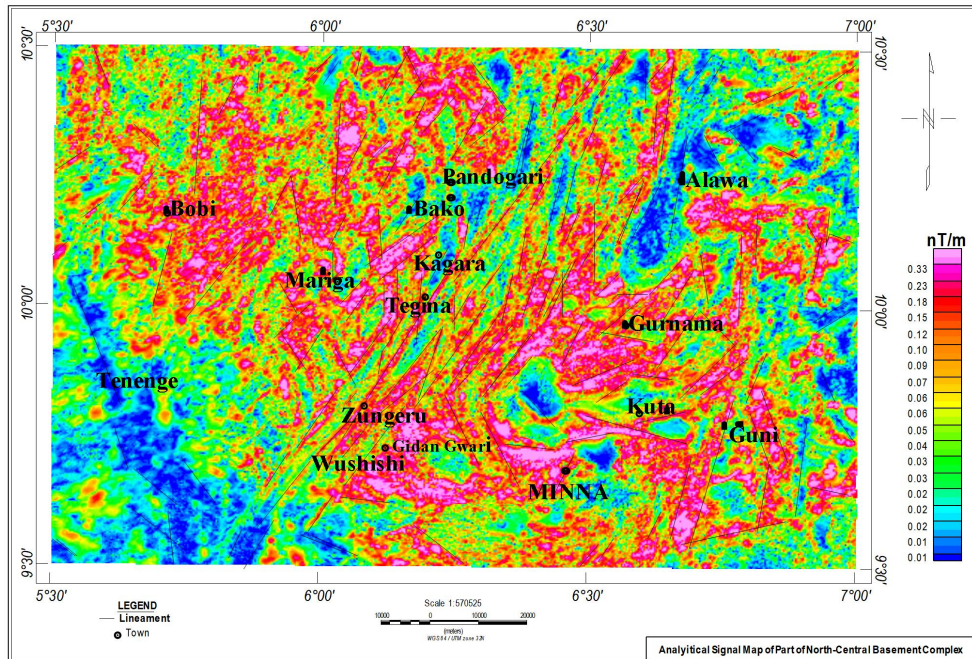 5°30' 6°00' 6°30' 7°00'
10°30' 10°30'
N
Pandogari
Alawa
Bobi
Bako
Kagara
Mariga
Tegina
10°00' 10°00'
Gurnama
Tenenge
Zungeru
Kuta
Guni
Gidan Gwari
Wushishi
MINNA
9°30' 9°30'
5°30' 6°00' 6°30' 7°00'
nT/m
0.33
0.23
0.18
0.15
0.12
0.10
0.09
0.07
0.06
0.06
0.05
0.04
0.03
0.03
0.02
0.02
0.01
0.01
LEGEND
Lineament
Town
Scale 1:570525
10000 0 10000 20000
(meters)
WGS 84 / UTM zone 32N
Analyitical Signal Map of Part of North-Central Basement Complex